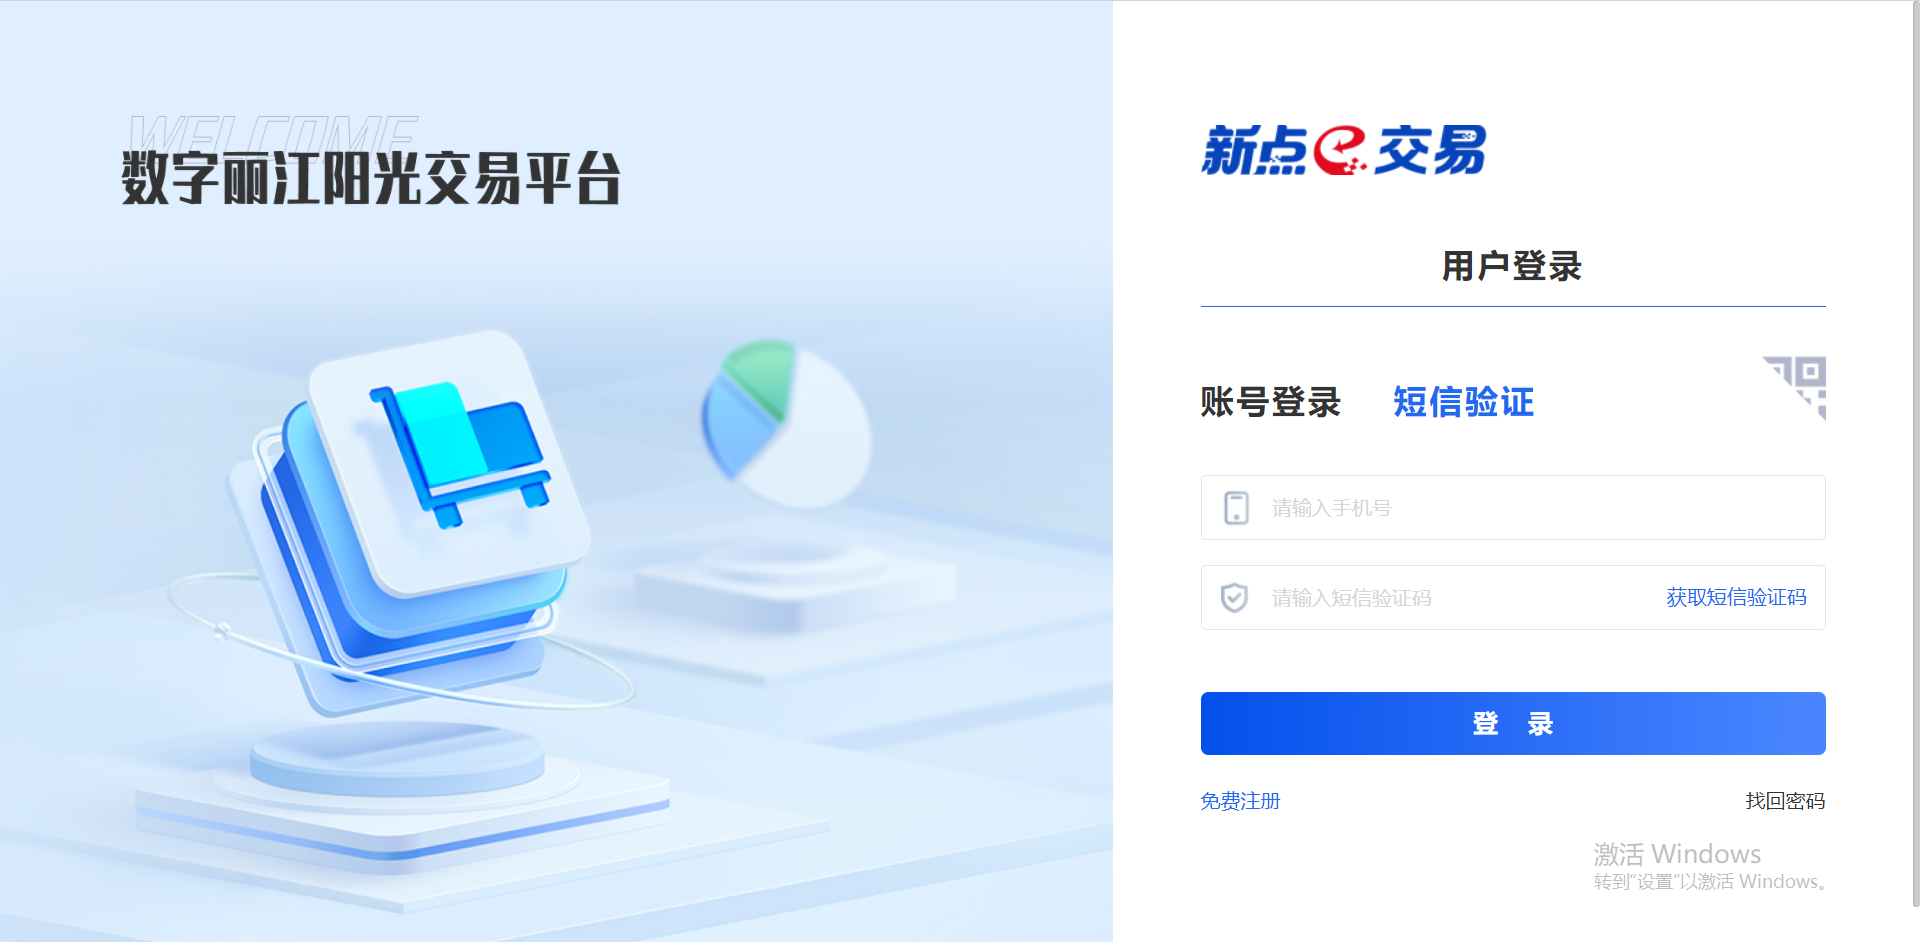 WELCOME
数字丽江阳光交易平台
新点e交易
用户登录
账号登录 短信验证
请输入手机号
请输入短信验证码 获取短信验证码
登 录
免费注册 找回密码
激活 Windows
转到“设置”以激活 Windows。